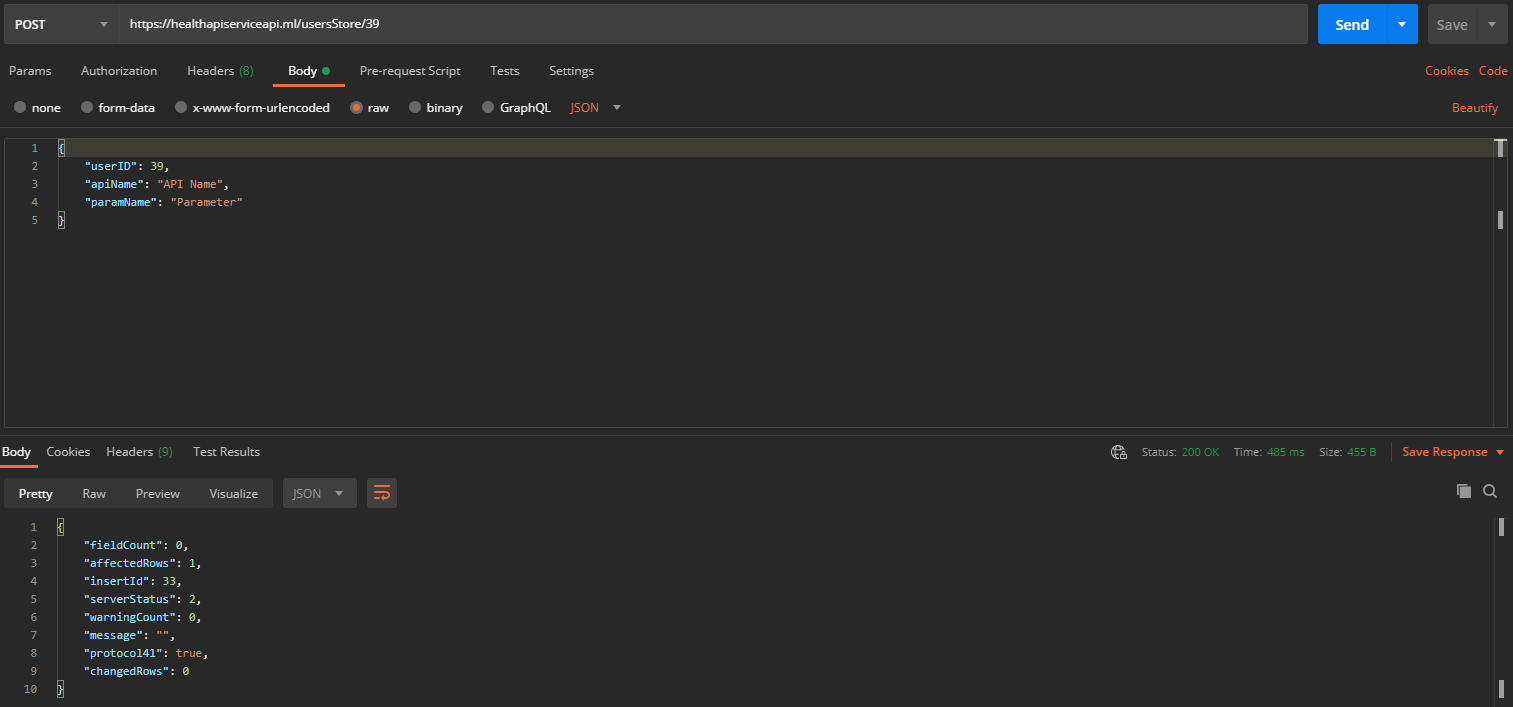 POST https://healthapiserviceapi.ml/usersStore/39 Send Save
Params Authorization Headers (8) Body Pre-request Script Tests Settings Cookies Code
none form-data x-www-form-urlencoded raw binary GraphQL JSON Beautify
1 {
2 "userID": 39,
3 "apiName": "API Name",
4 "paramName": "Parameter"
5 }
Body Cookies Headers (9) Test Results Status: 200 OK Time: 485 ms Size: 455 B Save Response
Pretty Raw Preview Visualize JSON
1 {
2 "fieldCount": 0,
3 "affectedRows": 1,
4 "insertId": 33,
5 "serverStatus": 2,
6 "warningCount": 0,
7 "message": "",
8 "protocol41": true,
9 "changedRows": 0
10 }